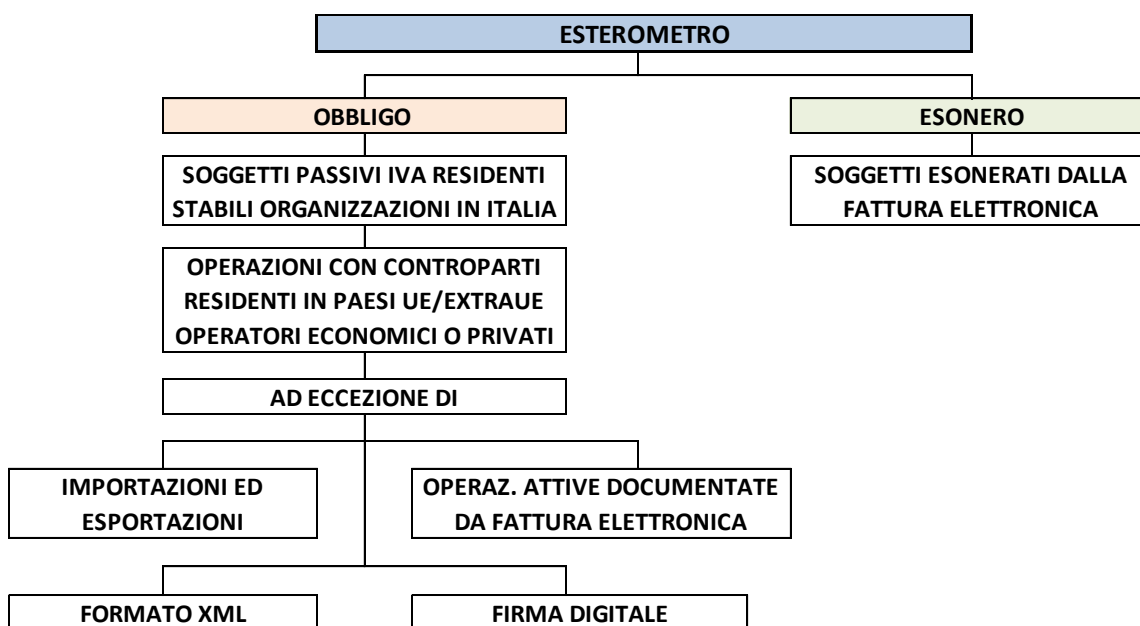 ESTEROMETRO
OBBLIGO
ESONERO
SOGGETTI PASSIVI IVA RESIDENTI
STABILI ORGANIZZAZIONI IN ITALIA
SOGGETTI ESONERATI DALLA
FATTURA ELETTRONICA
OPERAZIONI CON CONTROPARTI
RESIDENTI IN PAESI UE/EXTRAUE
OPERATORI ECONOMICI O PRIVATI
AD ECCEZIONE DI
IMPORTAZIONI ED
ESPORTAZIONI
OPERAZ. ATTIVE DOCUMENTATE
DA FATTURA ELETTRONICA
FORMATO XML
FIRMA DIGITALE